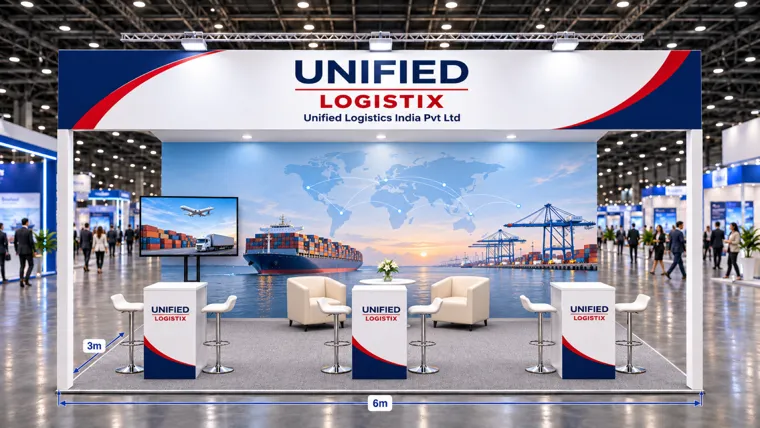 UNIFIED
LOGISTIX
Unified Logistics India Pvt Ltd
UNIFIED
LOGISTIX
UNIFIED
LOGISTIX
UNIFIED
LOGISTIX
3m
6m